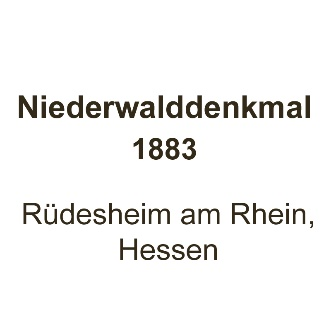 Niederwalddenkmal
1883
Rüdesheim am Rhein,
Hessen